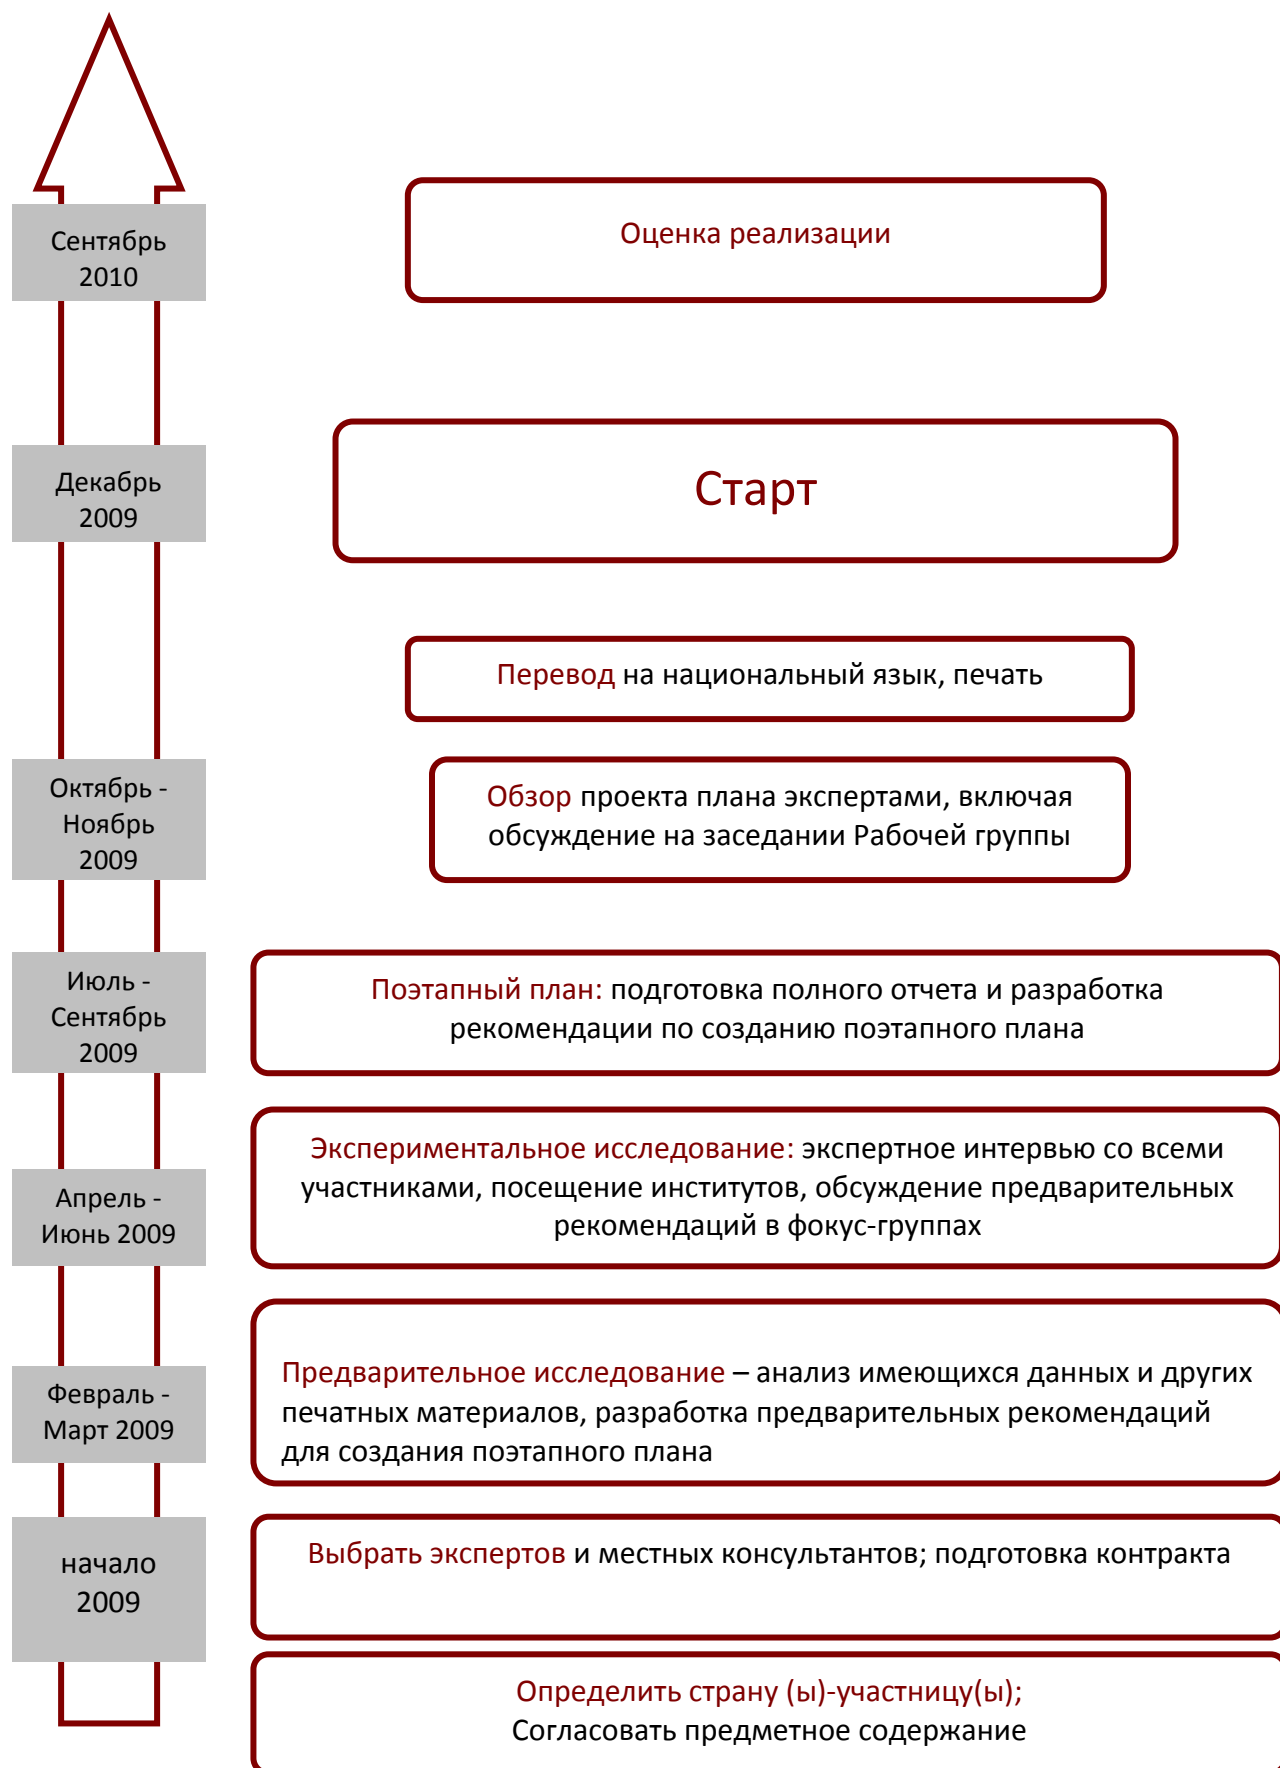 Сентябрь
2010
Оценка реализации
Декабрь
2009
Старт
Перевод на национальный язык, печать
Октябрь -
Ноябрь
2009
Обзор проекта плана экспертами, включая
обсуждение на заседании Рабочей группы
Июль -
Сентябрь
2009
Поэтапный план: подготовка полного отчета и разработка
рекомендации по созданию поэтапного плана
Апрель -
Июнь 2009
Экспериментальное исследование: экспертное интервью со всеми
участниками, посещение институтов, обсуждение предварительных
рекомендаций в фокус-группах
Февраль -
Март 2009
Предварительное исследование – анализ имеющихся данных и других
печатных материалов, разработка предварительных рекомендаций
для создания поэтапного плана
начало
2009
Выбрать экспертов и местных консультантов; подготовка контракта
Определить страну (ы)-участницу(ы);
Согласовать предметное содержание